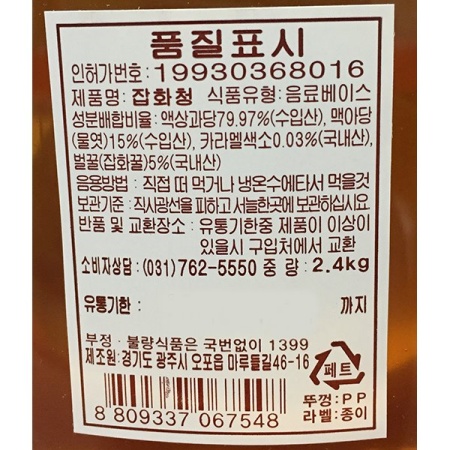 품질표시
인허가번호: 19930368016
제품명: 잡화청 식품유형: 음료베이스
성분배합비율: 액상과당79.97%(수입산), 맥아당
(물엿)15%(수입산), 카라멜색소0.03%(국내산),
벌꿀(잡화꿀)5%(국내산)
음용방법 : 직접 떠 먹거나 냉온수에타서 먹을것
보관기준 : 직사광선을 피하고 서늘한곳에 보관하십시요.
반품 및 교환장소 : 유통기한중 제품이 이상이
있을시 구입처에서 교환
소비자상담: (031)762-5550 중 량: 2.4kg
유통기한: 까지
부정 · 불량식품은 국번없이 1399
제조원: 경기도 광주시 오포읍 마루들길46-16
페트
뚜껑: PP
라벨: 종이
8 809337 067548